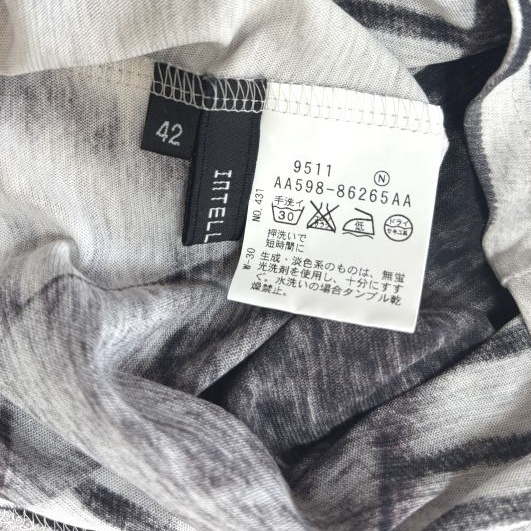 42
INTELL
9511 Ⓝ
AA598-86265AA
手洗イ
30
低
ドライ
セキユ系
NO. 431
W-30
押洗いで
短時間に
生成・淡色系のものは、無蛍
光洗剤を使用し、十分にすす
ぐ。水洗いの場合タンブル乾
燥禁止。